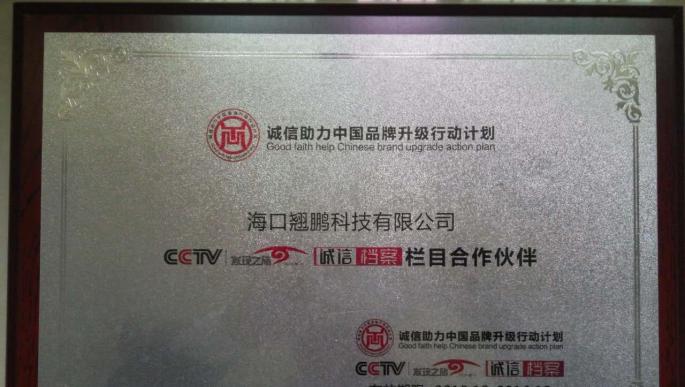 诚信助力中国品牌升级行动计划
Good faith help Chinese brand upgrade action plan
海口翘鹏科技有限公司
CCTV 发现之旅 诚信档案 栏目合作伙伴
诚信助力中国品牌升级行动计划
Good faith help Chinese brand upgrade action plan
CCTV 发现之旅 诚信档案